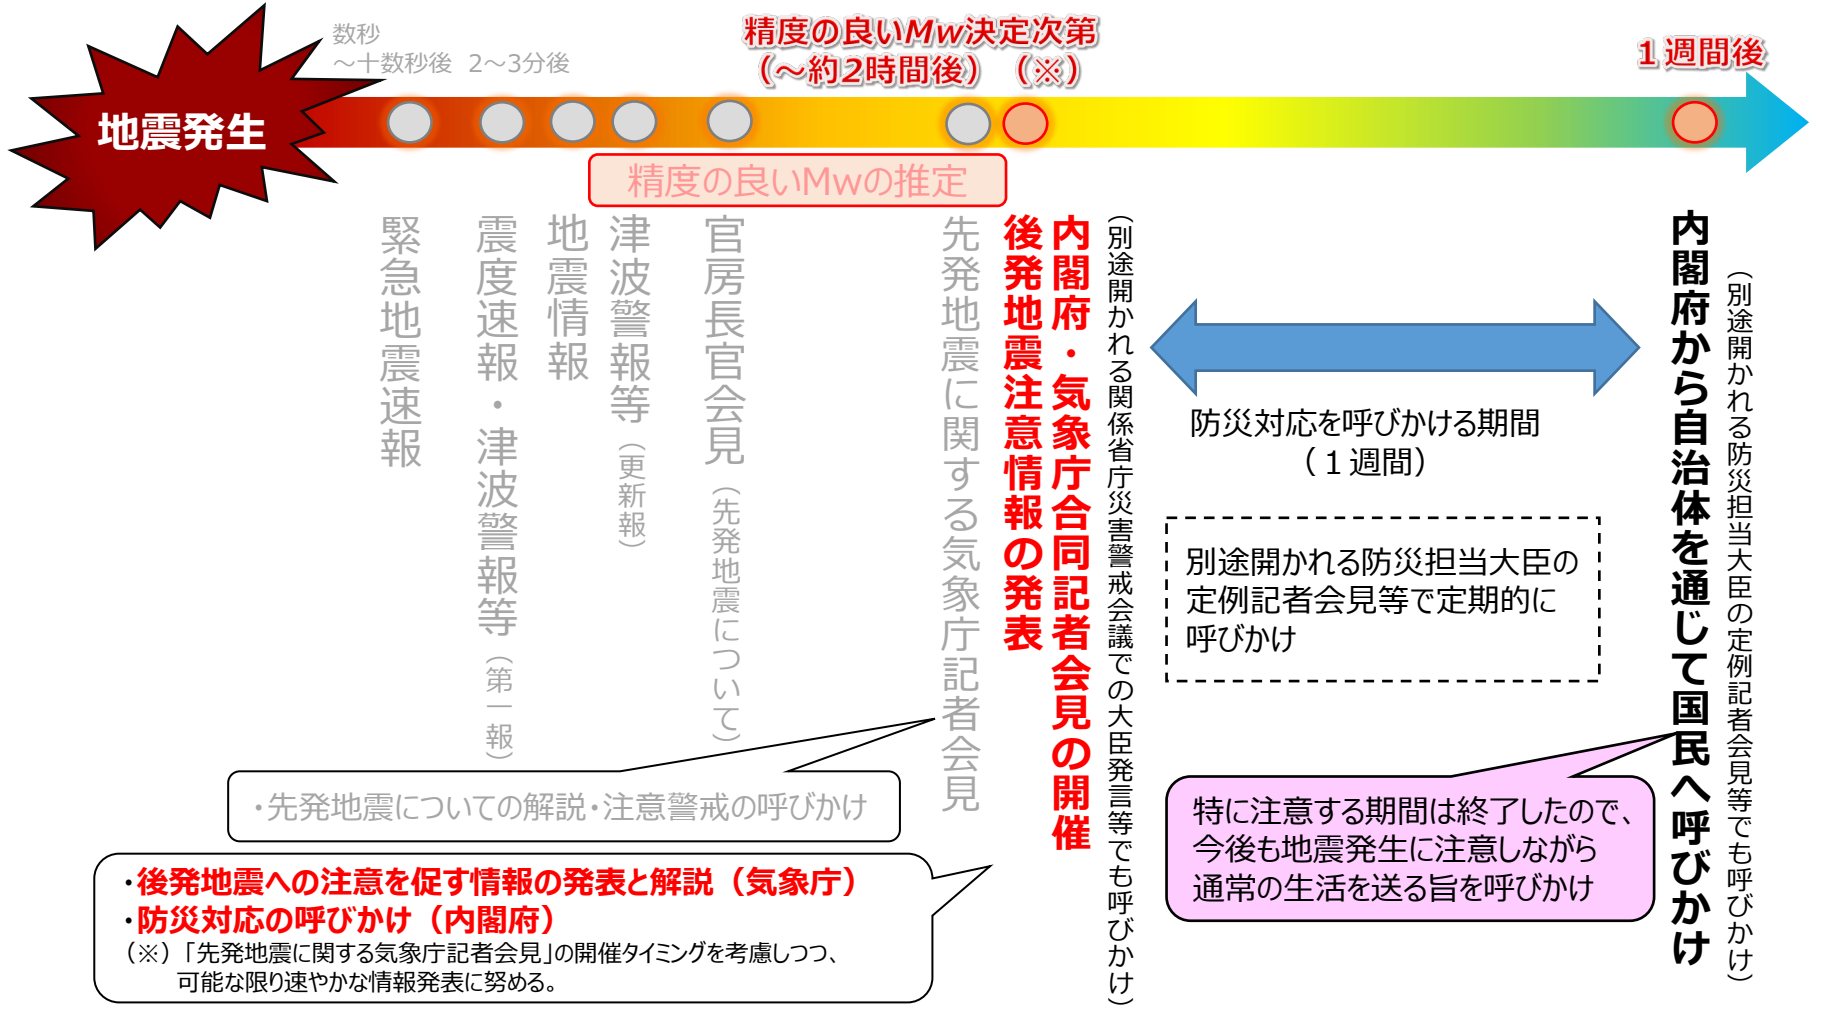 地震発生
数秒
～十数秒後
2～3分後
精度の良いMw決定次第
（～約2時間後）（※）
１週間後
精度の良いMwの推定
緊急地震速報
震度速報・津波警報等（第一報）
地震情報
津波警報等（更新報）
官房長官会見（先発地震について）
先発地震に関する気象庁記者会見
内閣府・気象庁合同記者会見の開催
後発地震注意情報の発表
（別途開かれる関係省庁災害警戒会議での大臣発言等でも呼びかけ）
防災対応を呼びかける期間
（１週間）
別途開かれる防災担当大臣の
定例記者会見等で定期的に
呼びかけ
内閣府から自治体を通じて国民へ呼びかけ
（別途開かれる防災担当大臣の定例記者会見等でも呼びかけ）
・先発地震についての解説・注意警戒の呼びかけ
・後発地震への注意を促す情報の発表と解説（気象庁）
・防災対応の呼びかけ（内閣府）
（※）「先発地震に関する気象庁記者会見」の開催タイミングを考慮しつつ、
可能な限り速やかな情報発表に努める。
特に注意する期間は終了したので、
今後も地震発生に注意しながら
通常の生活を送る旨を呼びかけ